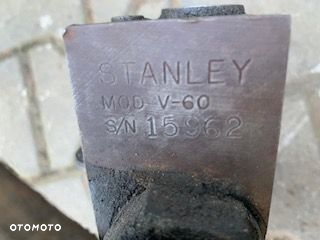 STANLEY
MOD V-60
S/N 15962
OTOMOTO